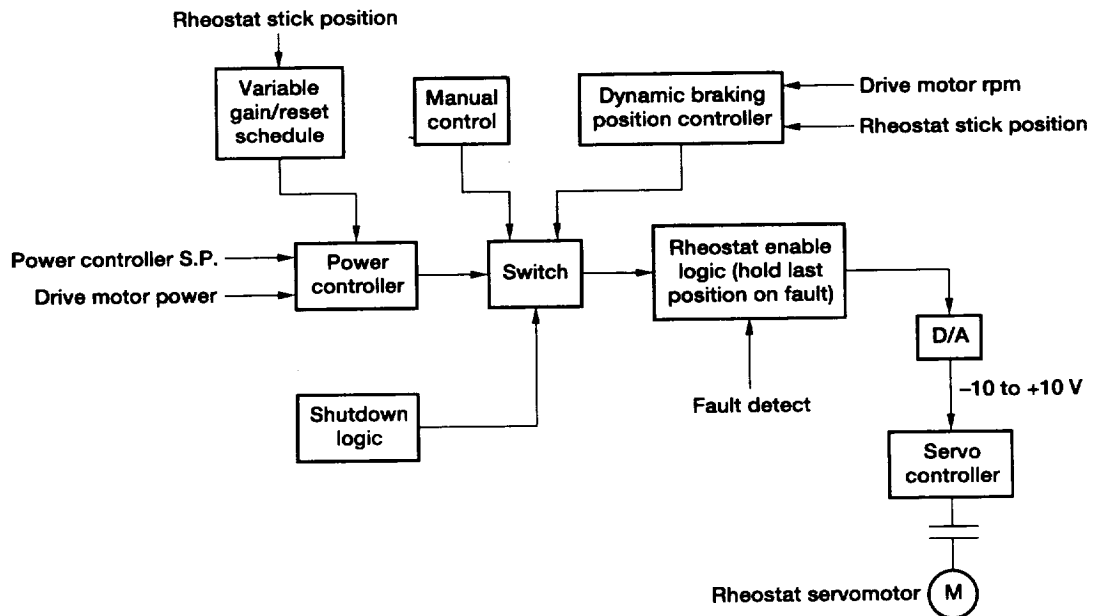 Rheostat stick position
Variable
gain/reset
schedule
Manual
control
Dynamic braking
position controller
Drive motor rpm
Rheostat stick position
Power controller S.P.
Drive motor power
Power
controller
Switch
Rheostat enable
logic (hold last
position on fault)
D/A
–10 to +10 V
Fault detect
Shutdown
logic
Servo
controller
Rheostat servomotor
M